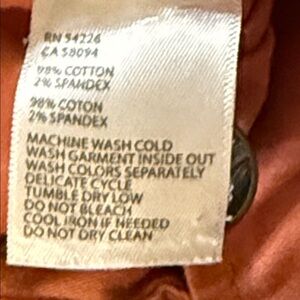 RN 54226
CA 58094
98% COTTON
2% SPANDEX
98% COTON
2% SPANDEX
MACHINE WASH COLD
WASH GARMENT INSIDE OUT
WASH COLORS SEPARATELY
DELICATE CYCLE
TUMBLE DRY LOW
DO NOT BLEACH
COOL IRON IF NEEDED
DO NOT DRY CLEAN